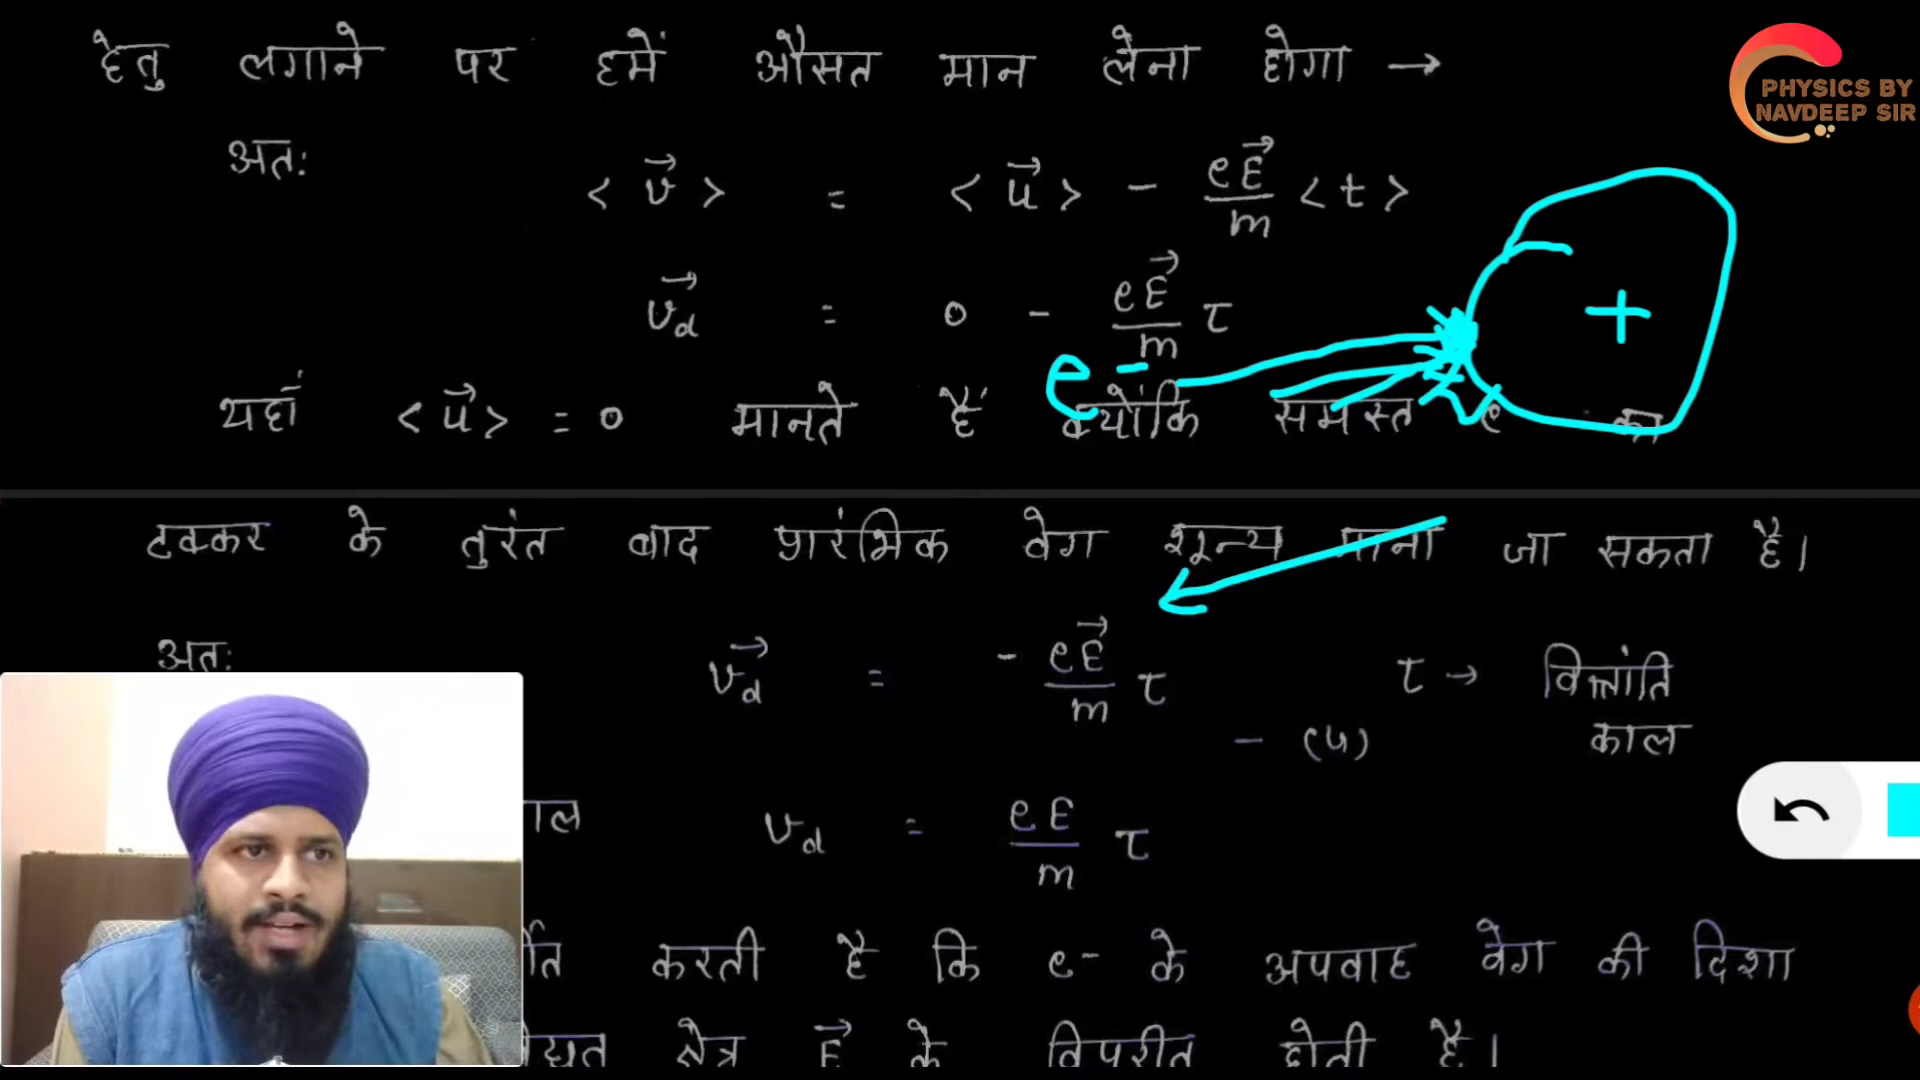 हेतु लगाने पर हमें औसत मान लेना होगा →
PHYSICS BY
NAVDEEP SIR
अतः <v⃗> = <u⃗> - eE⃗/m <t>
v⃗d = 0 - eE⃗/m τ
+
e-
यहाँ <u⃗> = 0 मानते हैं क्योंकि समस्त e का
टक्कर के तुरंत बाद प्रारंभिक वेग शून्य माना जा सकता है।
अतः v⃗d = - eE⃗/m τ τ → विश्रांति
- (५) काल
vd = eE/m τ
करती है कि e- के अपवाह वेग की दिशा
क्षेत्र E⃗ के विपरीत होती है।